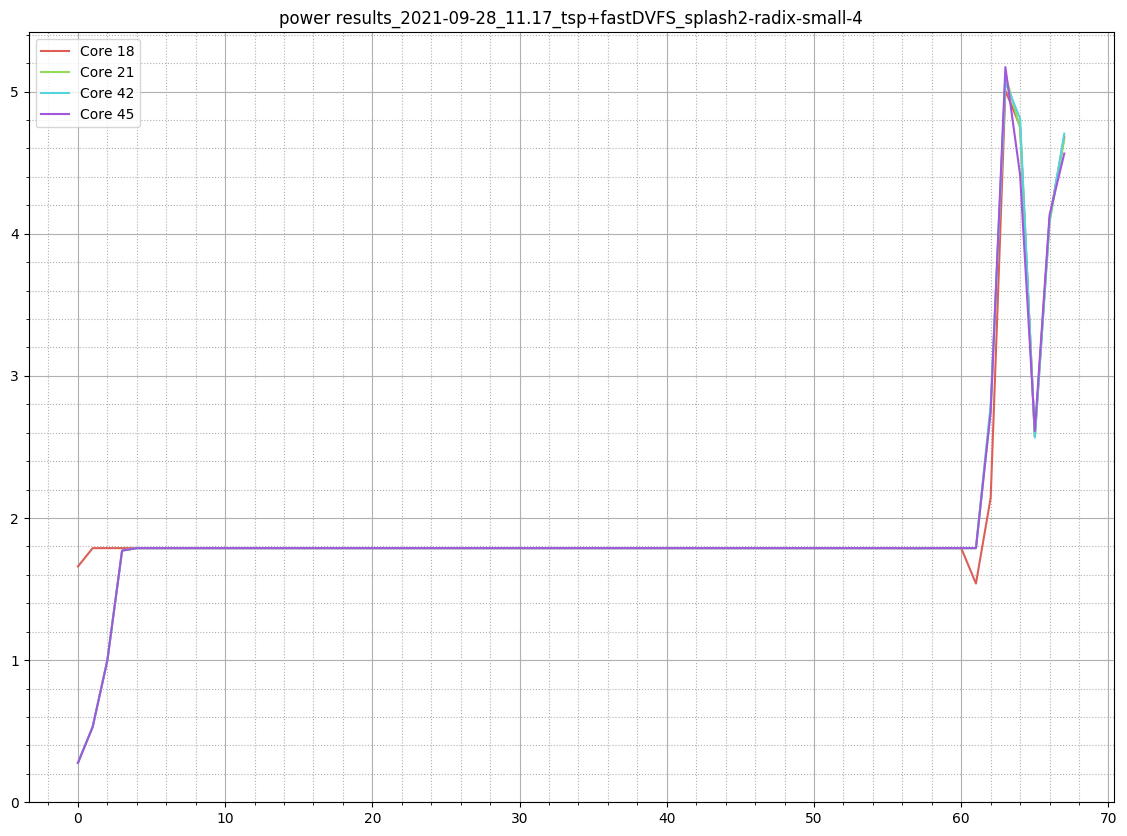 power results_2021-09-28_11.17_tsp+fastDVFS_splash2-radix-small-4
Core 18
Core 21
Core 42
Core 45
5
4
3
2
1
0
0 10 20 30 40 50 60 70